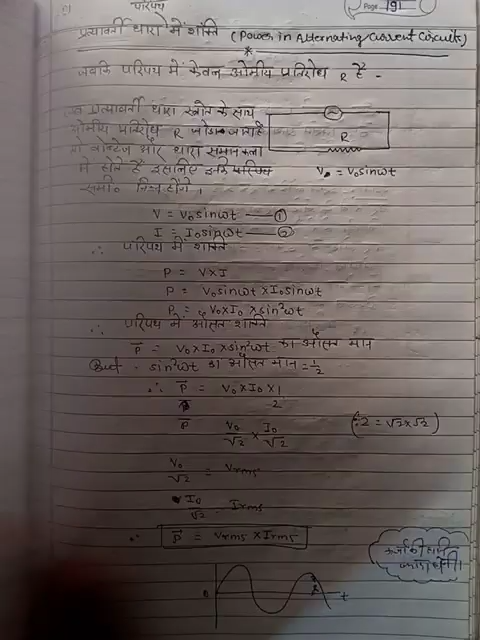 परिपथ
Page 191
प्रत्यावर्ती धारा में शक्ति (Power in Alternating Current Circuits)
जबकि परिपथ में केवल ओमीय प्रतिरोध R है -
प्रत्यावर्ती धारा स्त्रोत के साथ
ओमीय प्रतिरोध R जोड़ा जाता है
वोल्टेज और धारा समान कला
में होते हैं इसलिए
समी० निम्न होंगे।
R
V = V₀sinωt
V = V₀sinωt — ①
I = I₀sinωt — ②
∴ परिपथ में शक्ति
P = V×I
P = V₀sinωt × I₀sinωt
P = V₀×I₀ × sin²ωt
∴ परिपथ में औसत शक्ति
P̅ = V₀×I₀×sin²ωt का औसत मान
But sin²ωt का औसत मान = 1/2
∴ P̅ = V₀×I₀×1/2
P̅ V₀/√2 × I₀/√2 (∵2 = √2×√2)
V₀/√2 = Vrms
I₀/√2 = Irms
∴ P̅ = Vrms × Irms
ऊर्जा की हानि
0 t